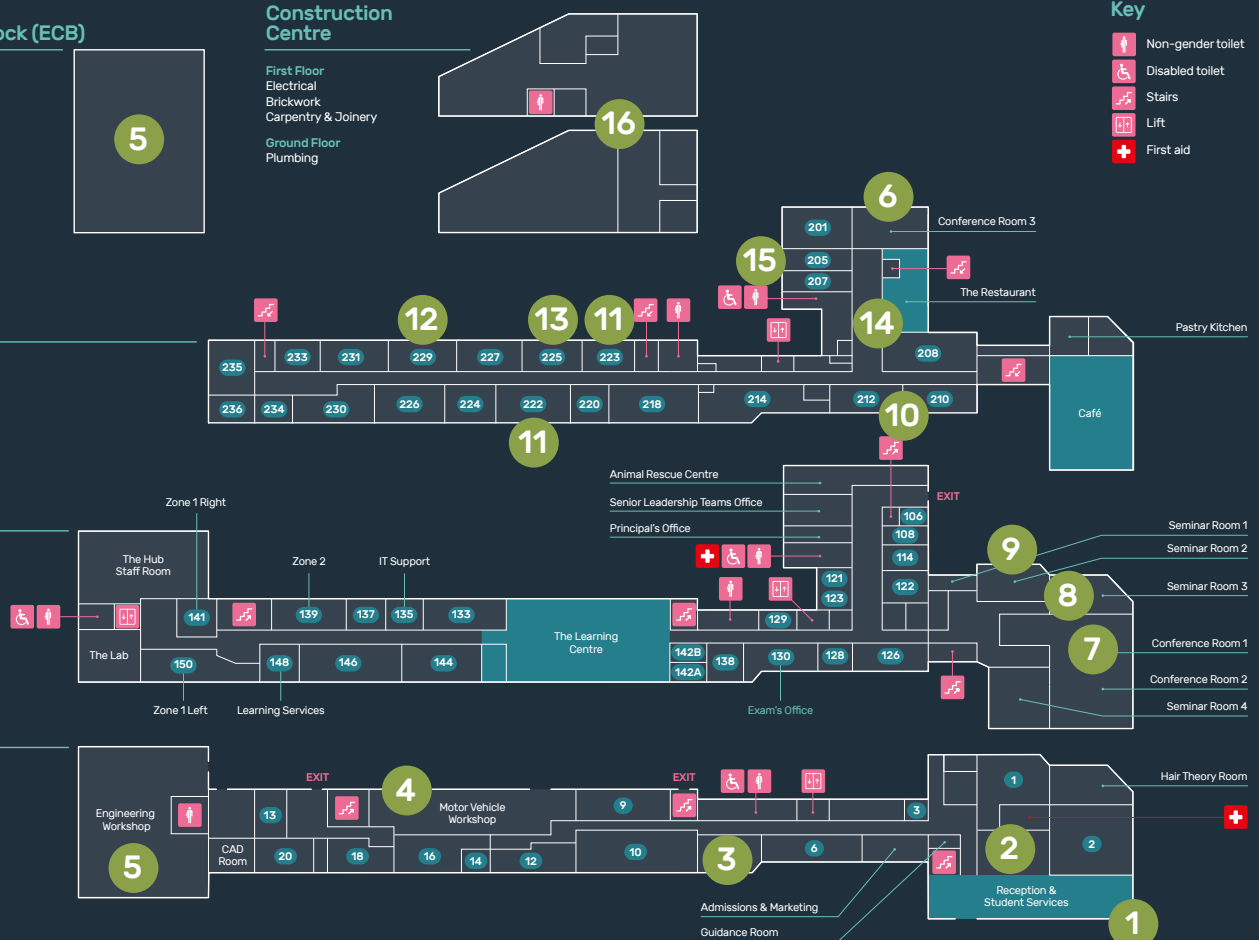 ock (ECB)
5
Construction
Centre
First Floor
Electrical
Brickwork
Carpentry & Joinery
Ground Floor
Plumbing
16
Key
Non-gender toilet
Disabled toilet
Stairs
Lift
First aid
6
201
Conference Room 3
15
205
207
The Restaurant
12
13
11
14
Pastry Kitchen
235
233
231
229
227
225
223
208
236
234
230
226
224
222
220
218
214
212
210
Café
11
10
Animal Rescue Centre
Senior Leadership Teams Office
Principal's Office
EXIT
106
108
114
122
121
123
Zone 1 Right
The Hub
Staff Room
Zone 2
IT Support
9
Seminar Room 1
Seminar Room 2
8
Seminar Room 3
7
Conference Room 1
Conference Room 2
Seminar Room 4
141
139
137
135
133
The Learning
Centre
129
The Lab
150
148
146
144
142B
142A
138
130
128
126
Zone 1 Left
Learning Services
Exam's Office
EXIT
4
EXIT
Engineering
Workshop
5
13
Motor Vehicle
Workshop
9
3
1
Hair Theory Room
CAD
Room
20
18
16
14
12
10
3
6
2
2
Reception &
Student Services
1
Admissions & Marketing
Guidance Room